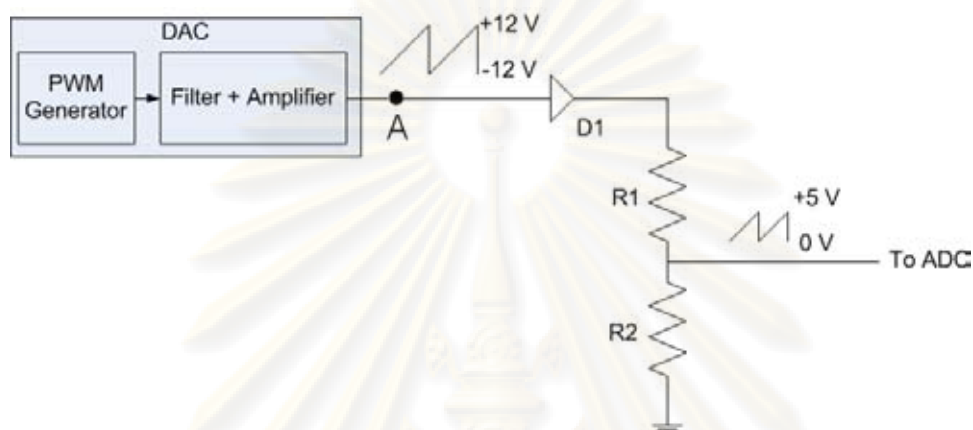 DAC
PWM
Generator
Filter + Amplifier
A
+12 V
-12 V
D1
R1
+5 V
0 V
To ADC
R2